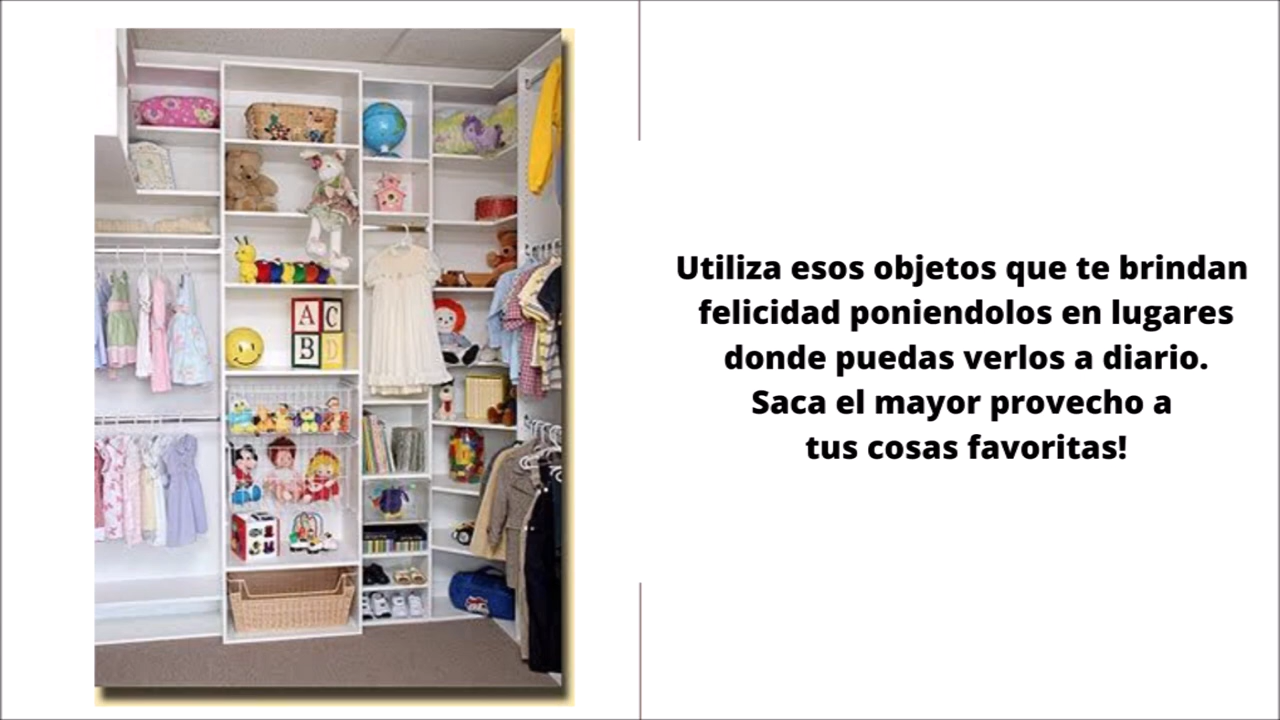 A C
B D
Utiliza esos objetos que te brindan
felicidad poniendolos en lugares
donde puedas verlos a diario.
Saca el mayor provecho a
tus cosas favoritas!